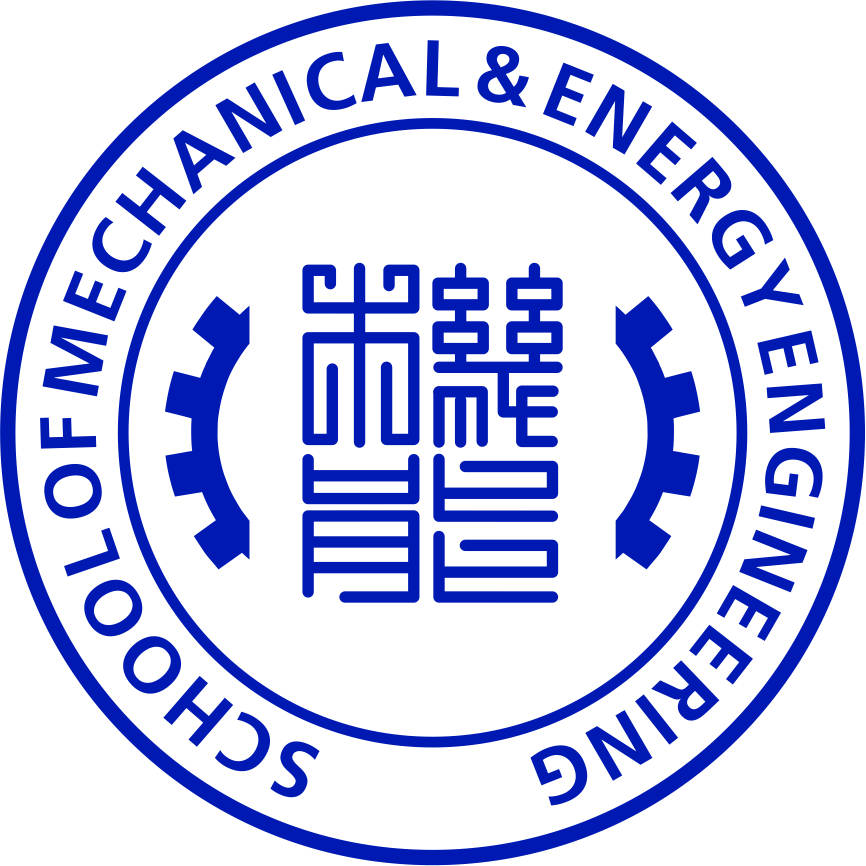 SCHOOL OF MECHANICAL & ENERGY ENGINEERING
機能